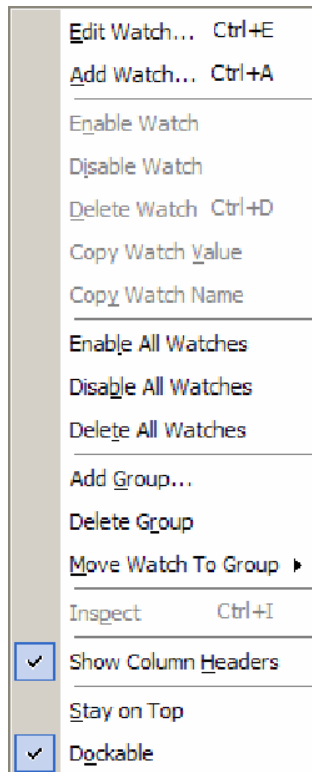 Edit Watch... Ctrl+E
Add Watch... Ctrl+A
Enable Watch
Disable Watch
Delete Watch Ctrl+D
Copy Watch Value
Copy Watch Name
Enable All Watches
Disable All Watches
Delete All Watches
Add Group...
Delete Group
Move Watch To Group
Inspect Ctrl+I
Show Column Headers
Stay on Top
Dockable